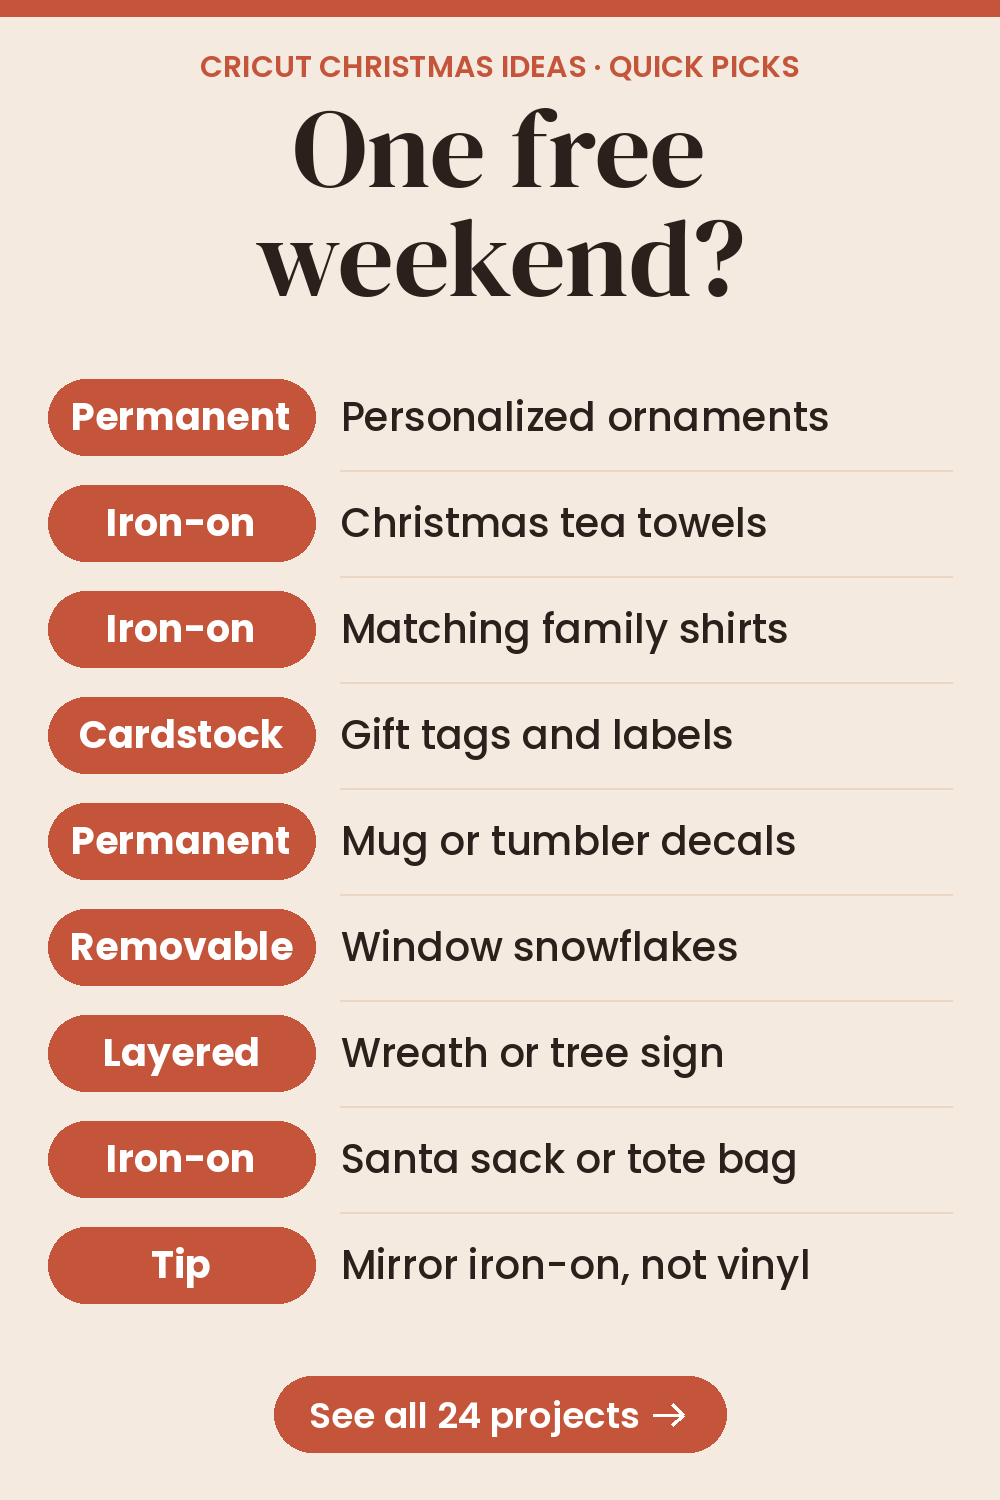 CRICUT CHRISTMAS IDEAS · QUICK PICKS
One free
weekend?
Permanent Personalized ornaments
Iron-on Christmas tea towels
Iron-on Matching family shirts
Cardstock Gift tags and labels
Permanent Mug or tumbler decals
Removable Window snowflakes
Layered Wreath or tree sign
Iron-on Santa sack or tote bag
Tip Mirror iron-on, not vinyl
See all 24 projects →